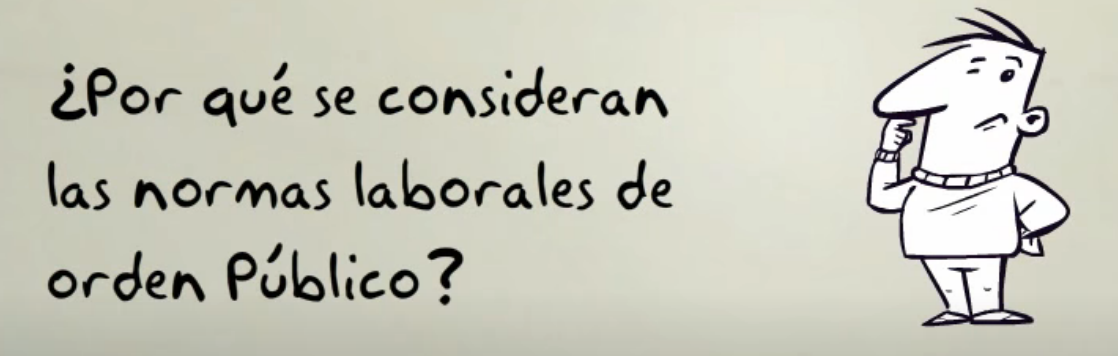 ¿Por qué se consideran
las normas laborales de
orden Público?